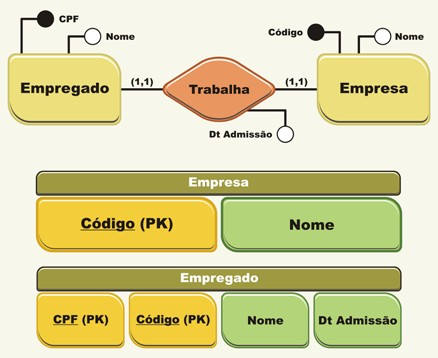 CPF
Nome
Código
Nome
Empregado
(1,1)
Trabalha
(1,1)
Empresa
Dt Admissão
Empresa
Código (PK)
Nome
Empregado
CPF (PK)
Código (PK)
Nome
Dt Admissão